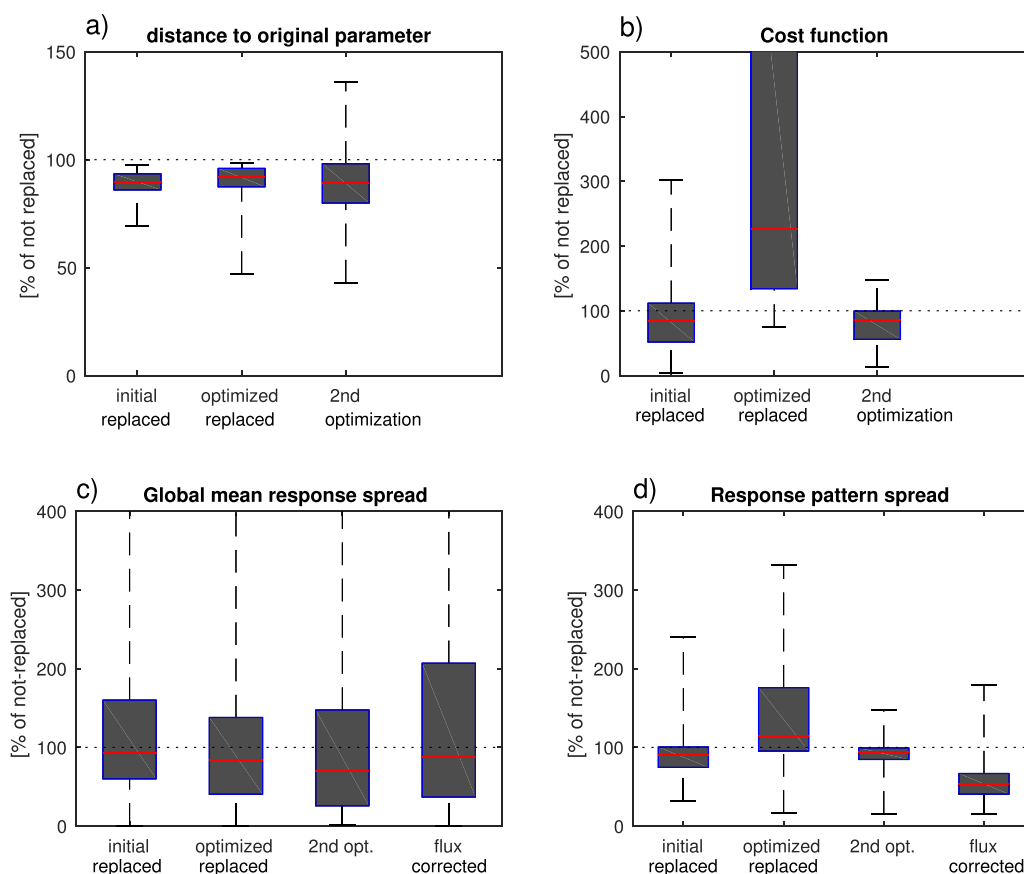 a)
distance to original parameter
150
100
50
0
[% of not replaced]
initial
replaced
optimized
replaced
2nd
optimization
b)
Cost function
500
400
300
200
100
0
[% of not replaced]
initial
replaced
optimized
replaced
2nd
optimization
c)
Global mean response spread
400
300
200
100
0
[% of not-replaced]
initial
replaced
optimized
replaced
2nd opt.
flux
corrected
d)
Response pattern spread
400
300
200
100
0
[% of not-replaced]
initial
replaced
optimized
replaced
2nd opt.
flux
corrected